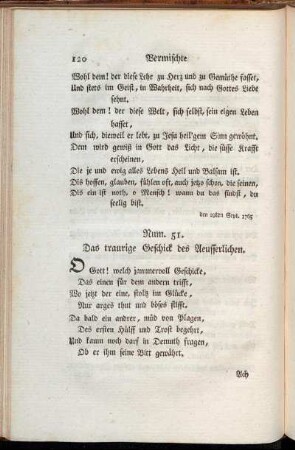 120 Vermischte
Wohl dem! der diese Lehr zu Herz und zu Gemüthe fasset,
Und stets im Geist, in Wahrheit, sich nach Gottes Liebe
sehnt.
Wohl dem! der diese Welt, sich selbst, sein eigen Leben
hasset,
Und sich, dieweil er lebt, zu Jesu heil'gem Sinn gewöhnt.
Dem wird gewiß in Gott das Licht, die süsse Krafft
erscheinen,
Die je und ewig alles Lebens Heil und Balsam ist.
Dis hoffen, glauben, fühlen oft, auch jetzo schon, die seinen,
Dis ein ist noth, o Mensch! wann du das findst, du
seelig bist.
den 29sten Sept. 1765
Num. 51.
Das traurige Geschick des Aeusserlichen.
O Gott! welch jammervoll Geschicke,
Das einen für dem andern trifft,
Wo jetzt der eine, stoltz im Glücke,
Nur arges thut und böses stifft,
Da bald ein andrer, müd von Plagen,
Des ersten Hülff und Trost begehrt,
Und kaum noch darf in Demuth fragen,
Ob er ihm seine Bitt gewährt.
Ach